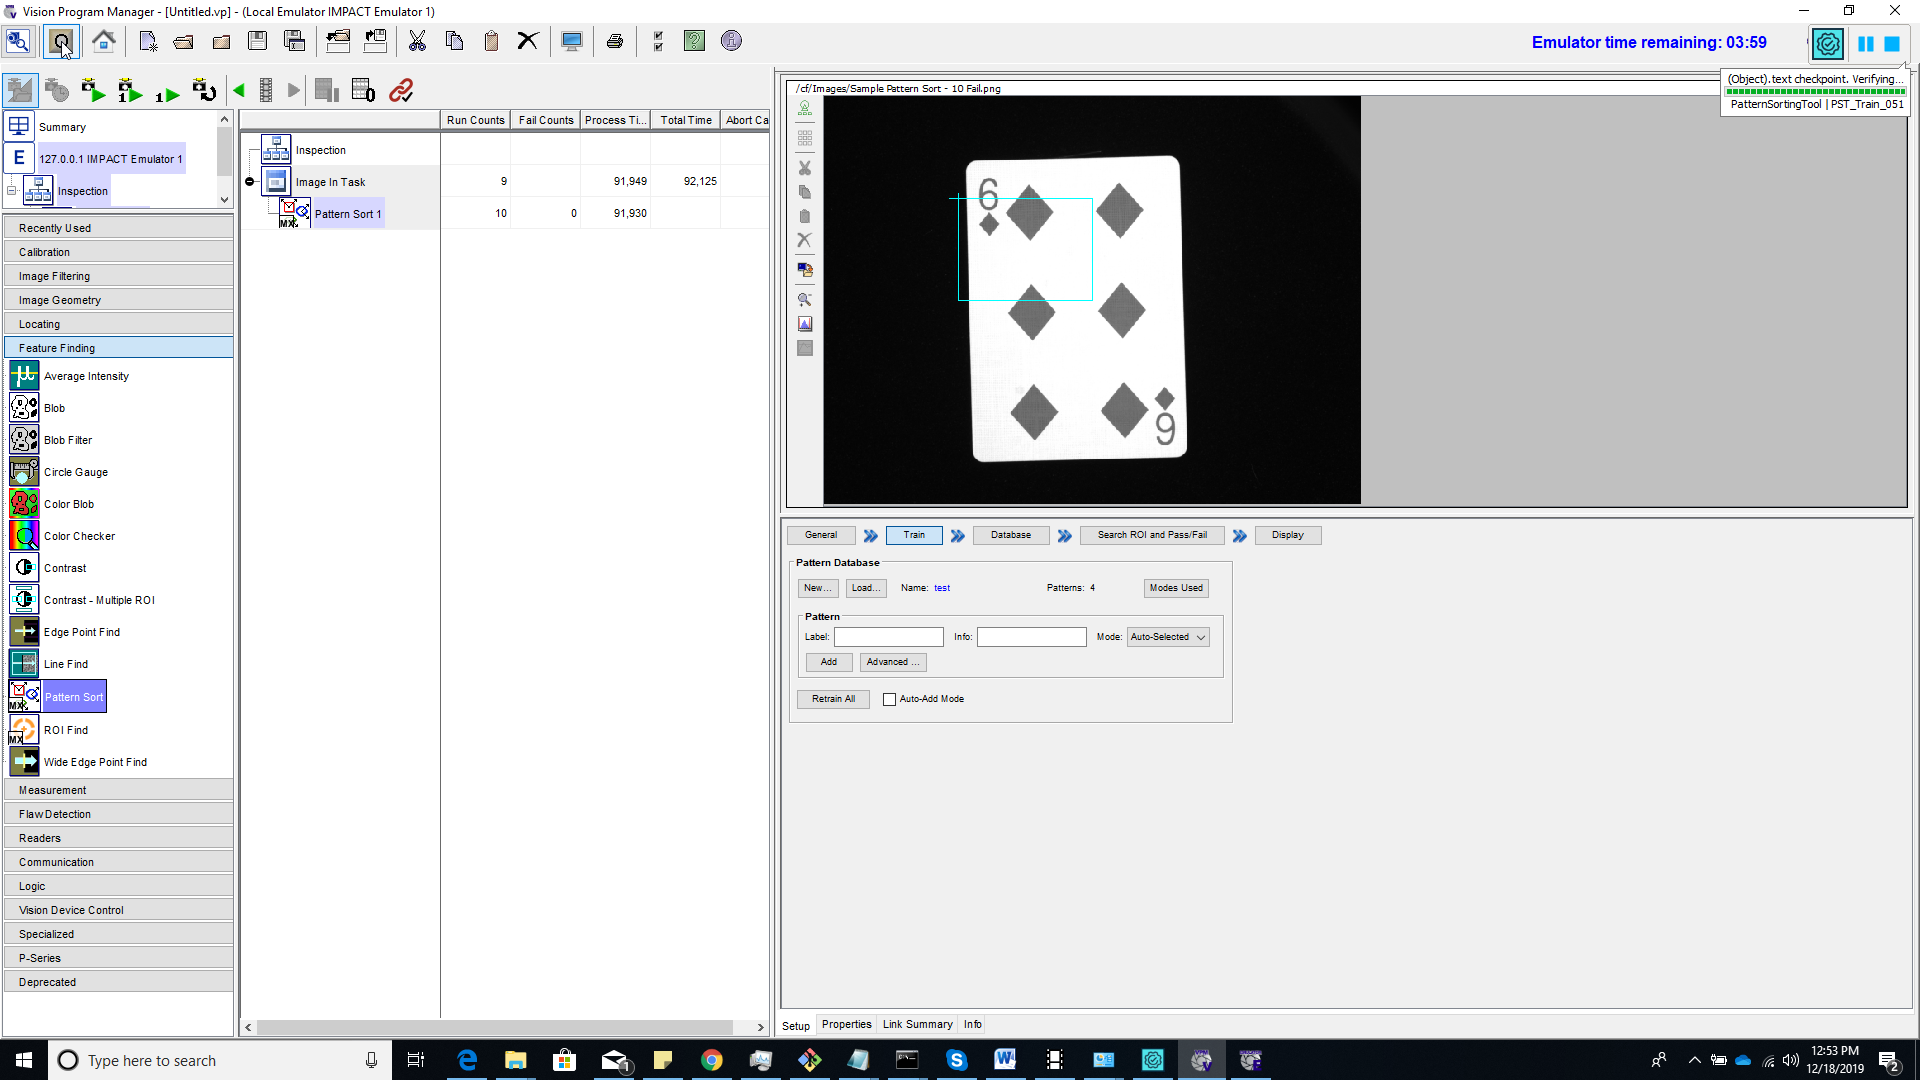 Vision Program Manager - [Untitled.vp] - (Local Emulator IMPACT Emulator 1)
Emulator time remaining: 03:59
(Object).text checkpoint. Verifying...
PatternSortingTool | PST_Train_051
Summary
E 127.0.0.1 IMPACT Emulator 1
Inspection
Recently Used
Calibration
Image Filtering
Image Geometry
Locating
Feature Finding
Average Intensity
Blob
Blob Filter
Circle Gauge
Color Blob
Color Checker
Contrast
Contrast - Multiple ROI
Edge Point Find
Line Find
MX Pattern Sort
MX ROI Find
Wide Edge Point Find
Measurement
Flaw Detection
Readers
Communication
Logic
Vision Device Control
Specialized
P-Series
Deprecated
Run Counts Fail Counts Process Ti... Total Time Abort Ca
Inspection
Image In Task 9 91,949 92,125
MX Pattern Sort 1 10 0 91,930
/cf/Images/Sample Pattern Sort - 10 Fail.png
6
6
General Train Database Search ROI and Pass/Fail Display
Pattern Database
New... Load... Name: test Patterns: 4 Modes Used
Pattern
Label: Info: Mode: Auto-Selected
Add Advanced ...
Retrain All Auto-Add Mode
Setup Properties Link Summary Info
Type here to search
12:53 PM
12/18/2019
1
2